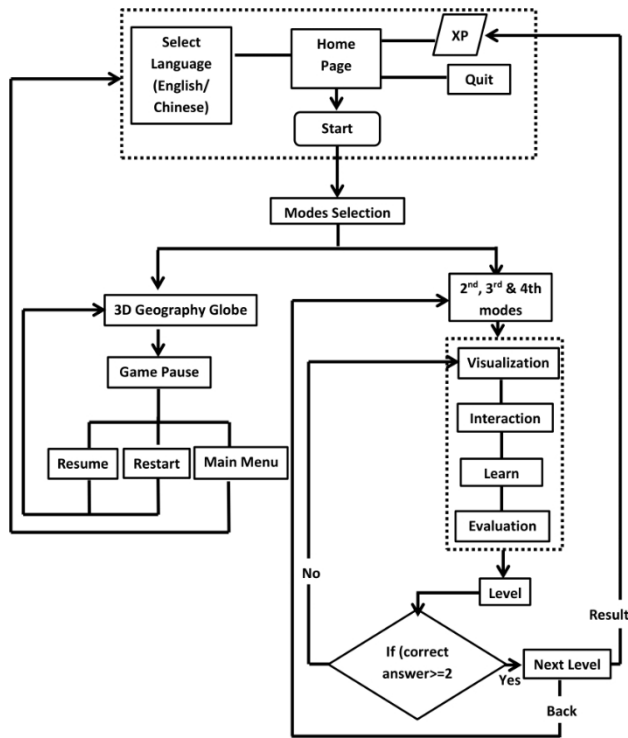 Select
Language
(English/
Chinese)
Home
Page
XP
Quit
Start
Modes Selection
3D Geography Globe
2nd, 3rd & 4th
modes
Game Pause
Visualization
Interaction
Resume
Restart
Main Menu
Learn
Evaluation
No
Level
Result
If (correct
answer>=2
Yes
Next Level
Back